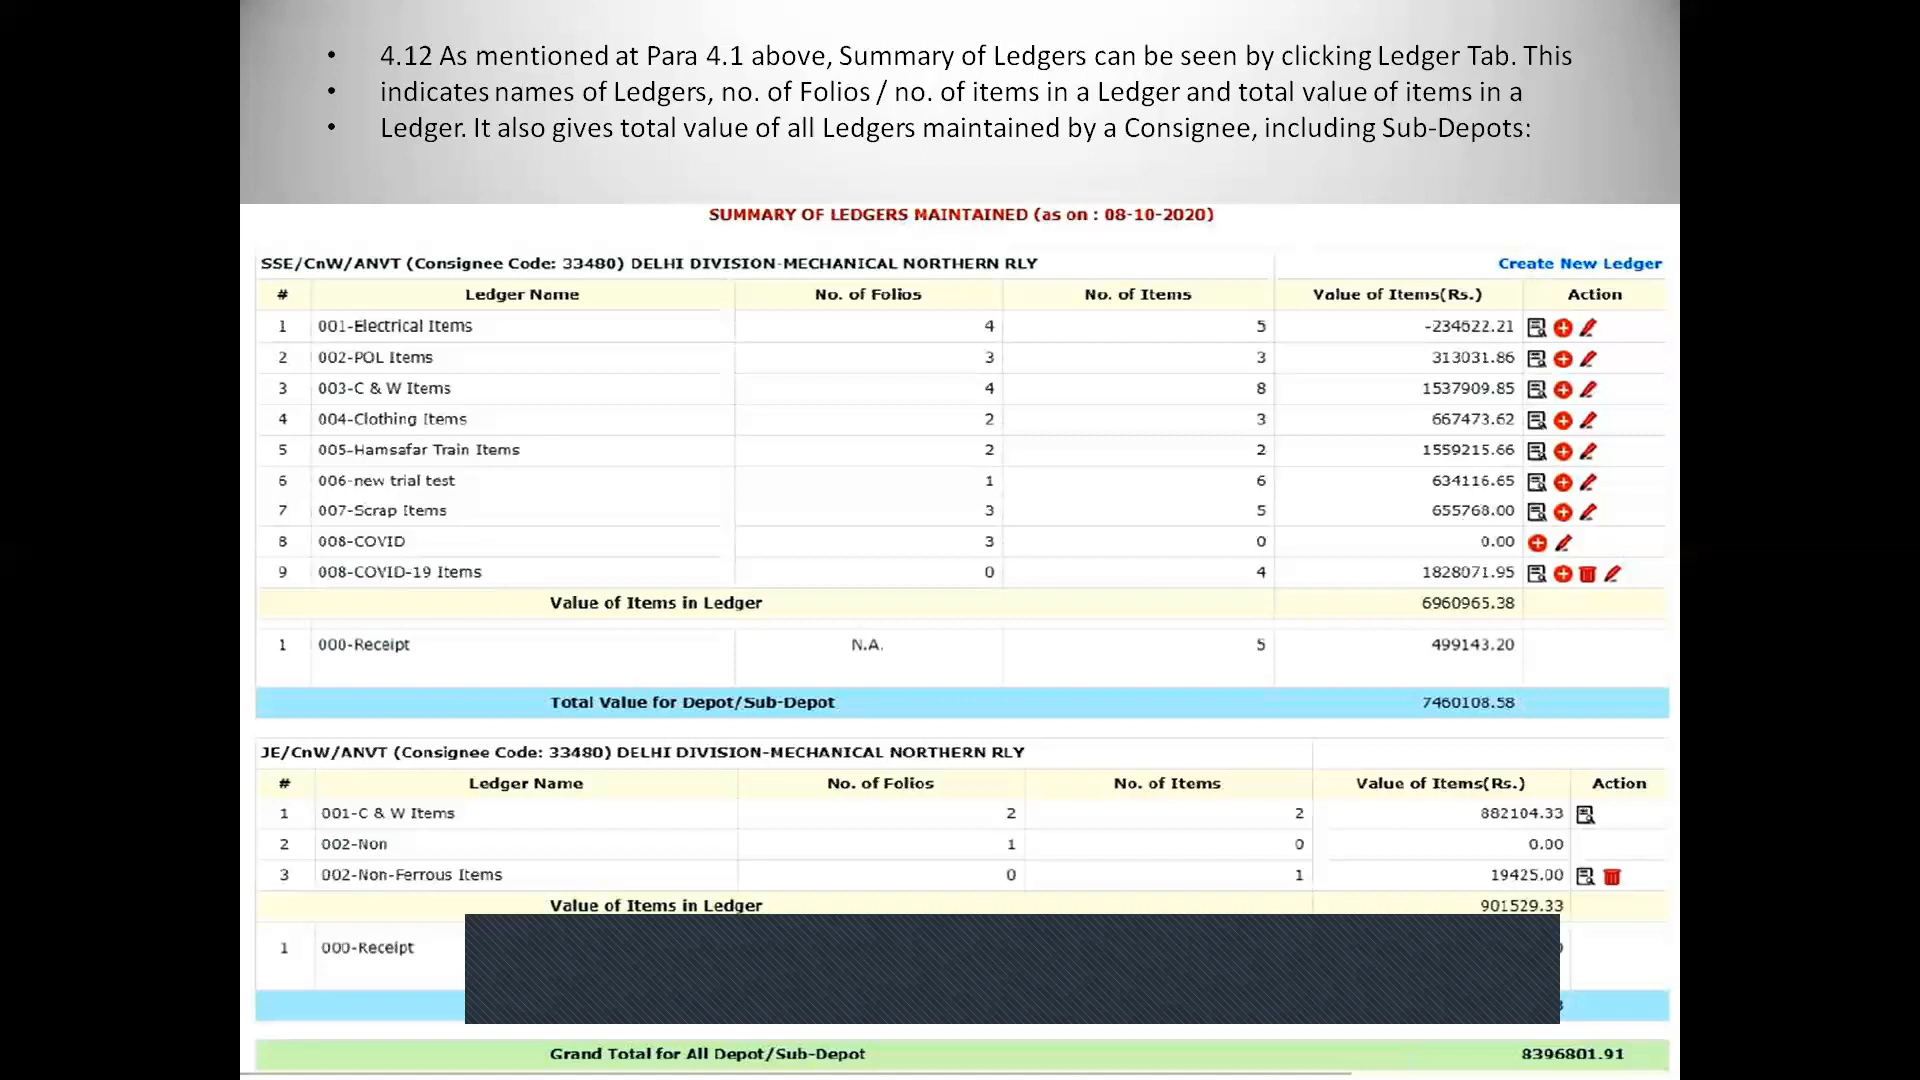 • 4.12 As mentioned at Para 4.1 above, Summary of Ledgers can be seen by clicking Ledger Tab. This
• indicates names of Ledgers, no. of Folios / no. of items in a Ledger and total value of items in a
• Ledger. It also gives total value of all Ledgers maintained by a Consignee, including Sub-Depots:
SUMMARY OF LEDGERS MAINTAINED (as on : 08-10-2020)
SSE/CnW/ANVT (Consignee Code: 33480) DELHI DIVISION-MECHANICAL NORTHERN RLY Create New Ledger
# Ledger Name No. of Folios No. of Items Value of Items(Rs.) Action
1 001-Electrical Items 4 5 -234622.21
2 002-POL Items 3 3 313031.86
3 003-C & W Items 4 8 1537909.85
4 004-Clothing Items 2 3 667473.62
5 005-Hamsafar Train Items 2 2 1559215.66
6 006-new trial test 1 6 634116.65
7 007-Scrap Items 3 5 655768.00
8 008-COVID 3 0 0.00
9 008-COVID-19 Items 0 4 1828071.95
Value of Items in Ledger 6960965.38
1 000-Receipt N.A. 5 499143.20
Total Value for Depot/Sub-Depot 7460108.58
JE/CnW/ANVT (Consignee Code: 33480) DELHI DIVISION-MECHANICAL NORTHERN RLY
# Ledger Name No. of Folios No. of Items Value of Items(Rs.) Action
1 001-C & W Items 2 2 882104.33
2 002-Non 1 0 0.00
3 002-Non-Ferrous Items 0 1 19425.00
Value of Items in Ledger 901529.33
1 000-Receipt
Grand Total for All Depot/Sub-Depot 8396801.91